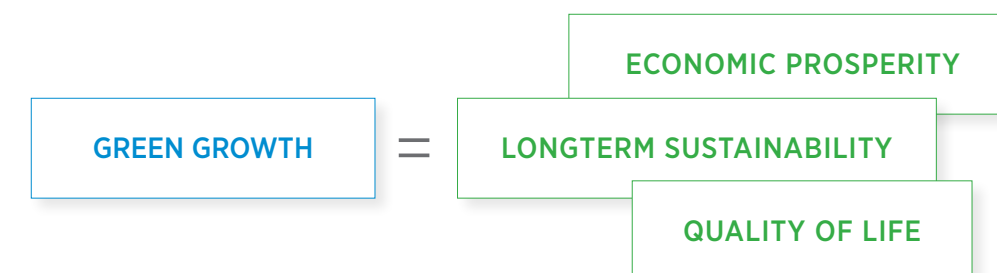 ECONOMIC PROSPERITY
GREEN GROWTH = LONGTERM SUSTAINABILITY
QUALITY OF LIFE